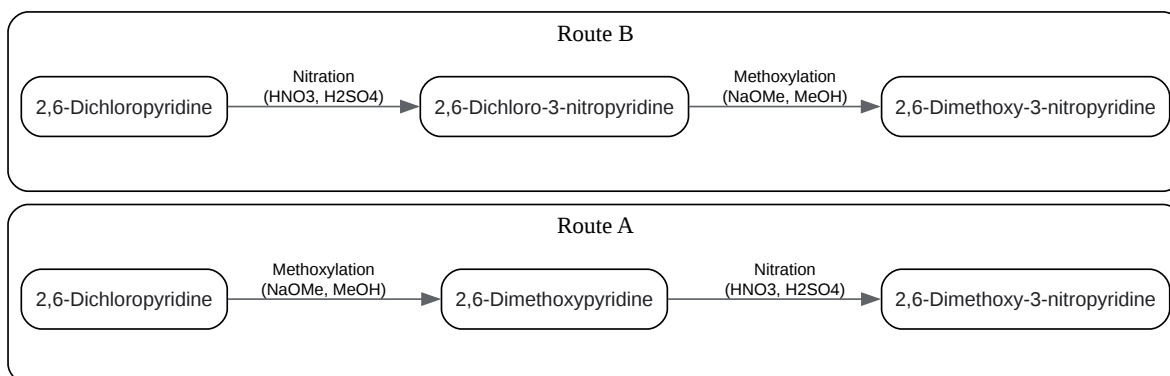 Route B
2,6-Dichloropyridine
Nitration
(HNO3, H2SO4)
2,6-Dichloro-3-nitropyridine
Methoxylation
(NaOMe, MeOH)
2,6-Dimethoxy-3-nitropyridine
Route A
2,6-Dichloropyridine
Methoxylation
(NaOMe, MeOH)
2,6-Dimethoxypyridine
Nitration
(HNO3, H2SO4)
2,6-Dimethoxy-3-nitropyridine